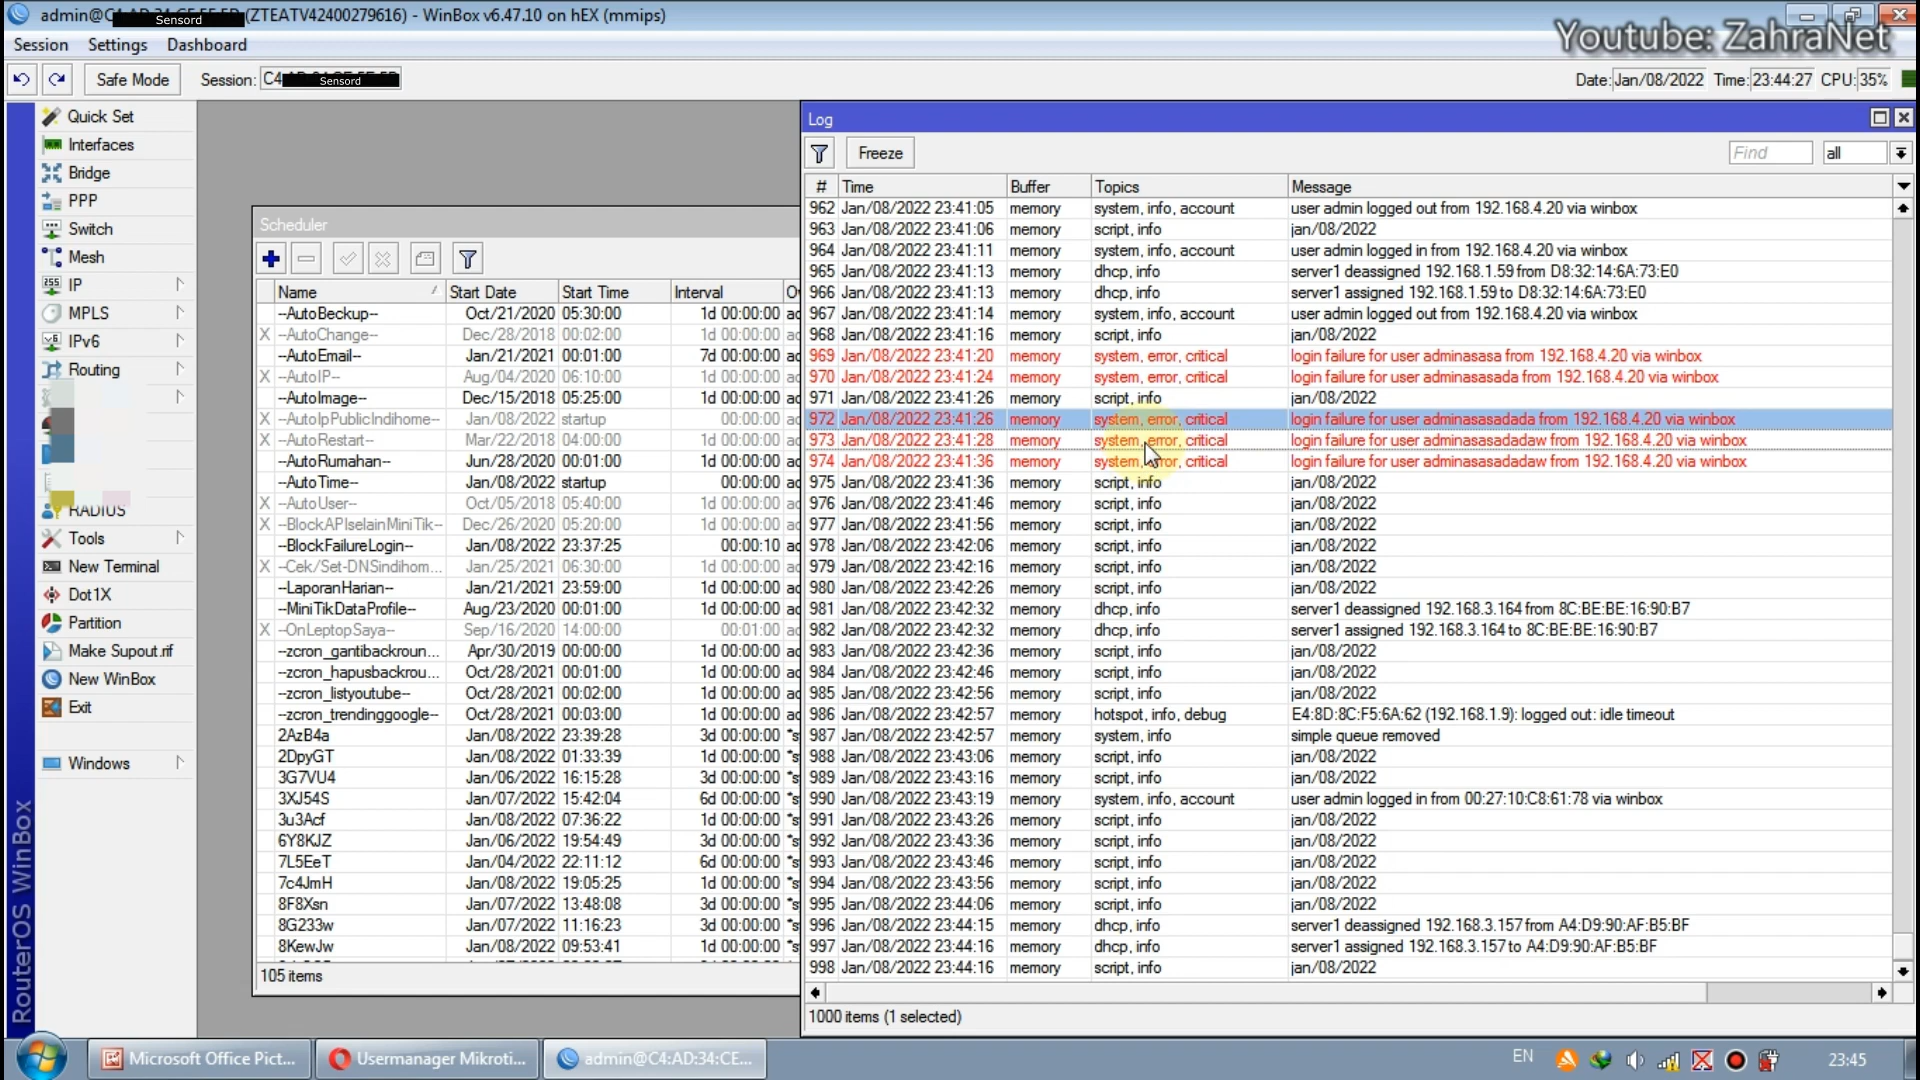 admin@C4:AD:34:CE:5E:5D (ZTEATV42400279616) - WinBox v6.47.10 on hEX (mmips)
Sensord
Youtube: ZahraNet
Session Settings Dashboard
Safe Mode Session: Sensord Date: Jan/08/2022 Time: 23:44:27 CPU: 35%
Quick Set
Interfaces
Bridge
PPP
Switch
Mesh
IP
MPLS
IPv6
Routing
RADIUS
Tools
New Terminal
Dot1X
Partition
Make Supout.rif
New WinBox
Exit
Windows
RouterOS WinBox
Scheduler
Name Start Date Start Time Interval
--AutoBeckup-- Oct/21/2020 05:30:00 1d 00:00:00
X --AutoChange-- Dec/28/2018 00:02:00 1d 00:00:00
--AutoEmail-- Jan/21/2021 00:01:00 7d 00:00:00
X --AutoIP-- Aug/04/2020 06:10:00 1d 00:00:00
--AutoImage-- Dec/15/2018 05:25:00 1d 00:00:00
X --AutoIpPublicIndihome-- Jan/08/2022 startup 00:00:00
X --AutoRestart-- Mar/22/2018 04:00:00 1d 00:00:00
--AutoRumahan-- Jun/28/2020 00:01:00 1d 00:00:00
--AutoTime-- Jan/08/2022 startup 00:00:00
X --AutoUser-- Oct/05/2018 05:40:00 1d 00:00:00
X --BlockAPIselainMiniTik-- Dec/26/2020 05:20:00 1d 00:00:00
--BlockFailureLogin-- Jan/08/2022 23:37:25 00:00:10
X --Cek/Set-DNSindihom... Jan/25/2021 06:30:00 1d 00:00:00
--LaporanHarian-- Jan/21/2021 23:59:00 1d 00:00:00
--MiniTikDataProfile-- Aug/23/2020 00:01:00 1d 00:00:00
X --OnLeptopSaya-- Sep/16/2020 14:00:00 00:01:00
--zcron_gantibackroun... Apr/30/2019 00:00:00 1d 00:00:00
--zcron_hapusbackrou... Oct/28/2021 00:01:00 1d 00:00:00
--zcron_listyoutube-- Oct/28/2021 00:02:00 1d 00:00:00
--zcron_trendinggoogle-- Oct/28/2021 00:03:00 1d 00:00:00
2AzB4a Jan/08/2022 23:39:28 3d 00:00:00
2DpyGT Jan/08/2022 01:33:39 1d 00:00:00
3G7VU4 Jan/06/2022 16:15:28 3d 00:00:00
3XJ54S Jan/07/2022 15:42:04 6d 00:00:00
3u3Acf Jan/08/2022 07:36:22 1d 00:00:00
6Y8KJZ Jan/06/2022 19:54:49 3d 00:00:00
7L5EeT Jan/04/2022 22:11:12 6d 00:00:00
7c4JmH Jan/08/2022 19:05:25 1d 00:00:00
8F8Xsn Jan/07/2022 13:48:08 3d 00:00:00
8G233w Jan/07/2022 11:16:23 3d 00:00:00
8KewJw Jan/08/2022 09:53:41 1d 00:00:00
105 items
Log
Freeze Find all
# Time Buffer Topics Message
962 Jan/08/2022 23:41:05 memory system, info, account user admin logged out from 192.168.4.20 via winbox
963 Jan/08/2022 23:41:06 memory script, info jan/08/2022
964 Jan/08/2022 23:41:11 memory system, info, account user admin logged in from 192.168.4.20 via winbox
965 Jan/08/2022 23:41:13 memory dhcp, info server1 deassigned 192.168.1.59 from D8:32:14:6A:73:E0
966 Jan/08/2022 23:41:13 memory dhcp, info server1 assigned 192.168.1.59 to D8:32:14:6A:73:E0
967 Jan/08/2022 23:41:14 memory system, info, account user admin logged out from 192.168.4.20 via winbox
968 Jan/08/2022 23:41:16 memory script, info jan/08/2022
969 Jan/08/2022 23:41:20 memory system, error, critical login failure for user adminasasa from 192.168.4.20 via winbox
970 Jan/08/2022 23:41:24 memory system, error, critical login failure for user adminasasada from 192.168.4.20 via winbox
971 Jan/08/2022 23:41:26 memory script, info jan/08/2022
972 Jan/08/2022 23:41:26 memory system, error, critical login failure for user adminasasadada from 192.168.4.20 via winbox
973 Jan/08/2022 23:41:28 memory system, error, critical login failure for user adminasasadadaw from 192.168.4.20 via winbox
974 Jan/08/2022 23:41:36 memory system, error, critical login failure for user adminasasadadaw from 192.168.4.20 via winbox
975 Jan/08/2022 23:41:36 memory script, info jan/08/2022
976 Jan/08/2022 23:41:46 memory script, info jan/08/2022
977 Jan/08/2022 23:41:56 memory script, info jan/08/2022
978 Jan/08/2022 23:42:06 memory script, info jan/08/2022
979 Jan/08/2022 23:42:16 memory script, info jan/08/2022
980 Jan/08/2022 23:42:26 memory script, info jan/08/2022
981 Jan/08/2022 23:42:32 memory dhcp, info server1 deassigned 192.168.3.164 from 8C:BE:BE:16:90:B7
982 Jan/08/2022 23:42:32 memory dhcp, info server1 assigned 192.168.3.164 to 8C:BE:BE:16:90:B7
983 Jan/08/2022 23:42:36 memory script, info jan/08/2022
984 Jan/08/2022 23:42:46 memory script, info jan/08/2022
985 Jan/08/2022 23:42:56 memory script, info jan/08/2022
986 Jan/08/2022 23:42:57 memory hotspot, info, debug E4:8D:8C:F5:6A:62 (192.168.1.9): logged out: idle timeout
987 Jan/08/2022 23:42:57 memory system, info simple queue removed
988 Jan/08/2022 23:43:06 memory script, info jan/08/2022
989 Jan/08/2022 23:43:16 memory script, info jan/08/2022
990 Jan/08/2022 23:43:19 memory system, info, account user admin logged in from 00:27:10:C8:61:78 via winbox
991 Jan/08/2022 23:43:26 memory script, info jan/08/2022
992 Jan/08/2022 23:43:36 memory script, info jan/08/2022
993 Jan/08/2022 23:43:46 memory script, info jan/08/2022
994 Jan/08/2022 23:43:56 memory script, info jan/08/2022
995 Jan/08/2022 23:44:06 memory script, info jan/08/2022
996 Jan/08/2022 23:44:15 memory dhcp, info server1 deassigned 192.168.3.157 from A4:D9:90:AF:B5:BF
997 Jan/08/2022 23:44:16 memory dhcp, info server1 assigned 192.168.3.157 to A4:D9:90:AF:B5:BF
998 Jan/08/2022 23:44:16 memory script, info jan/08/2022
1000 items (1 selected)
Microsoft Office Pict... Usermanager Mikroti... admin@C4:AD:34:CE... EN 23:45